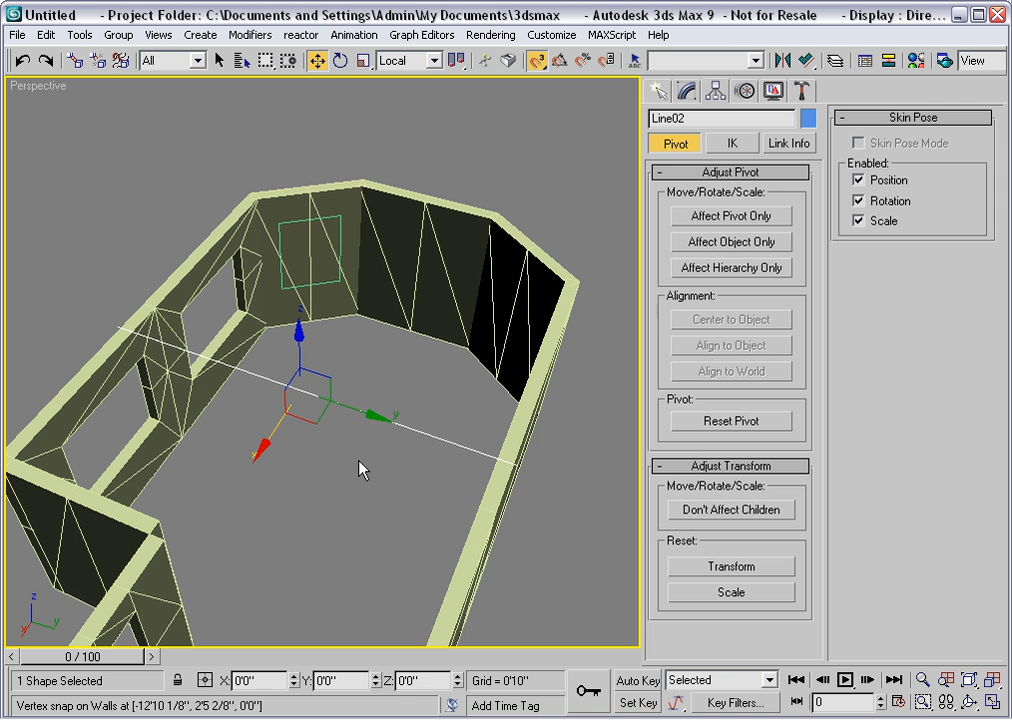 Untitled - Project Folder: C:\Documents and Settings\Admin\My Documents\3dsmax - Autodesk 3ds Max 9 - Not for Resale - Display : Dire...
File Edit Tools Group Views Create Modifiers reactor Animation Graph Editors Rendering Customize MAXScript Help
All Local 3 View
Perspective
Line02
Pivot IK Link Info
- Adjust Pivot
Move/Rotate/Scale:
Affect Pivot Only
Affect Object Only
Affect Hierarchy Only
Alignment:
Center to Object
Align to Object
Align to World
Pivot:
Reset Pivot
- Adjust Transform
Move/Rotate/Scale:
Don't Affect Children
Reset:
Transform
Scale
- Skin Pose
Skin Pose Mode
Enabled:
Position
Rotation
Scale
z
y
z
y
x
< 0 / 100 >
1 Shape Selected X: 0'0" Y: 0'0" Z: 0'0" Grid = 0'10" Auto Key Selected
Vertex snap on Walls at [-12'10 1/8", 2'5 2/8", 0'0"] Add Time Tag Set Key Key Filters... 0